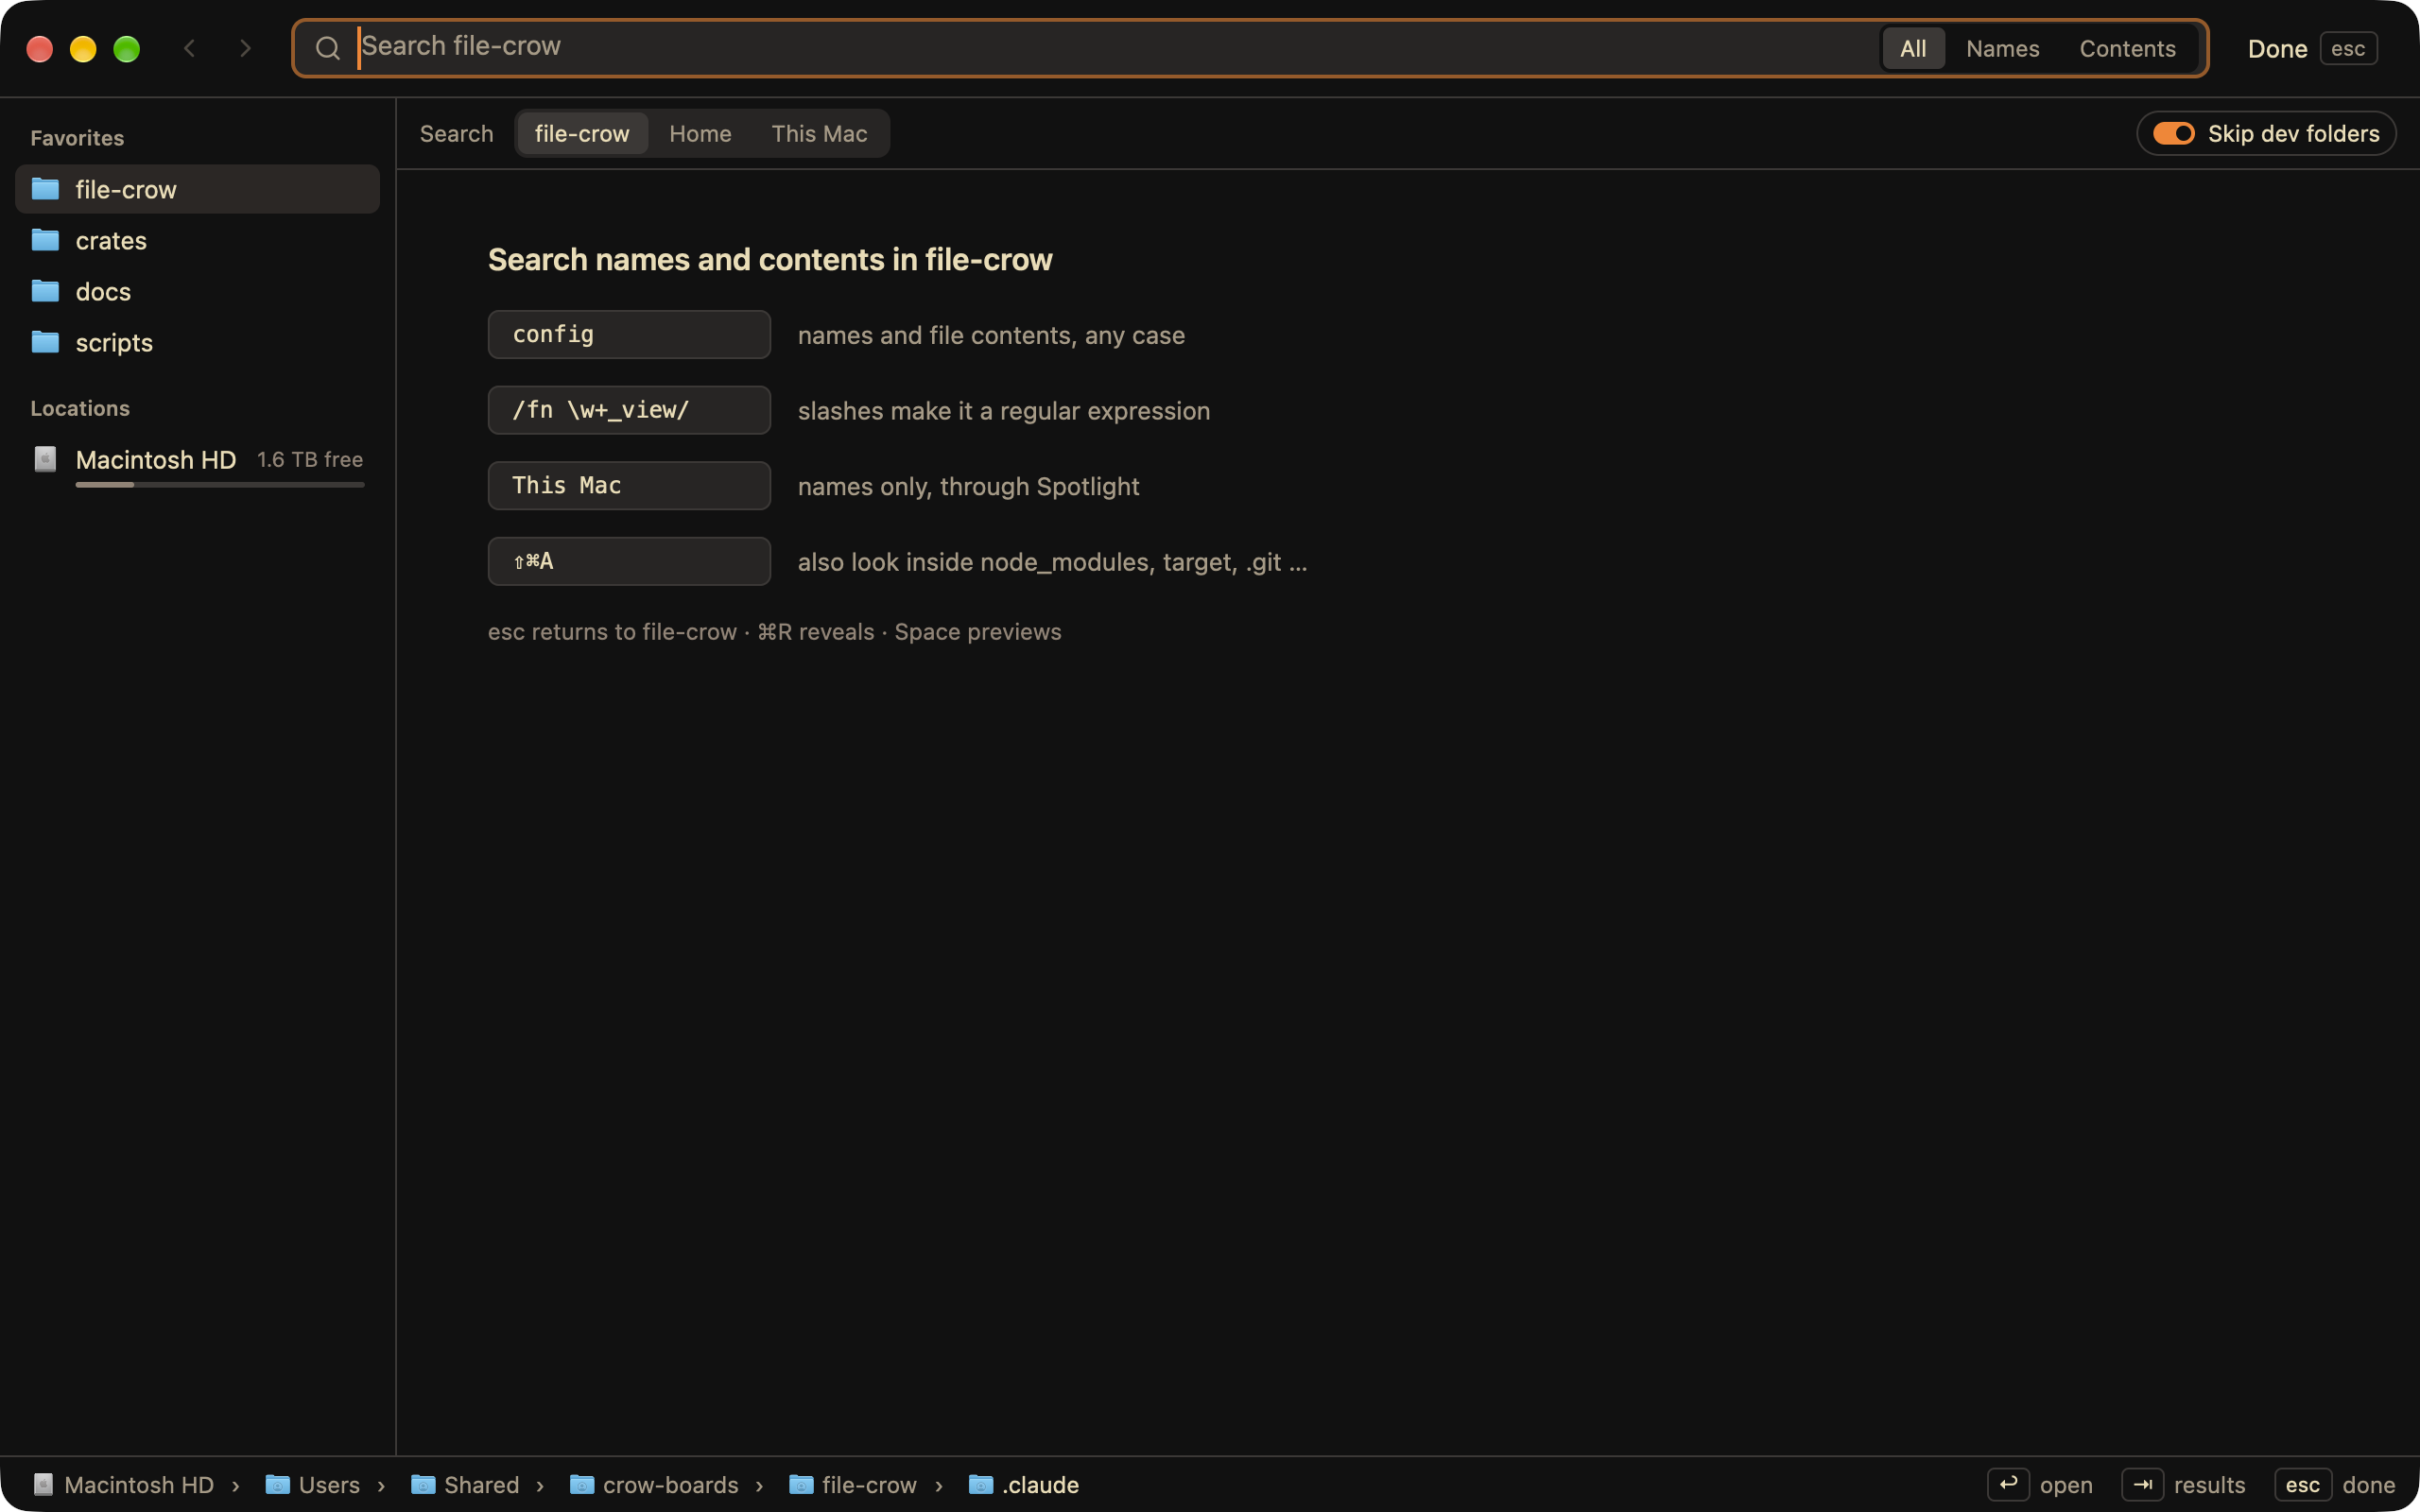 Search file-crow
All Names Contents
Done esc
Favorites
file-crow
crates
docs
scripts
Locations
Macintosh HD 1.6 TB free
Search file-crow Home This Mac
Skip dev folders
Search names and contents in file-crow
config names and file contents, any case
/fn \w+_view/ slashes make it a regular expression
This Mac names only, through Spotlight
⇧⌘A also look inside node_modules, target, .git ...
esc returns to file-crow · ⌘R reveals · Space previews
Macintosh HD › Users › Shared › crow-boards › file-crow › .claude
↩ open ⇥ results esc done